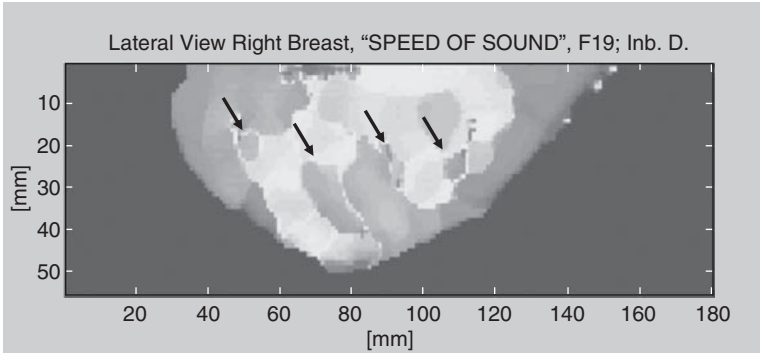 Lateral View Right Breast, “SPEED OF SOUND”, F19; Inb. D.
10
20
30
40
50
[mm]
20 40 60 80 100 120 140 160 180
[mm]